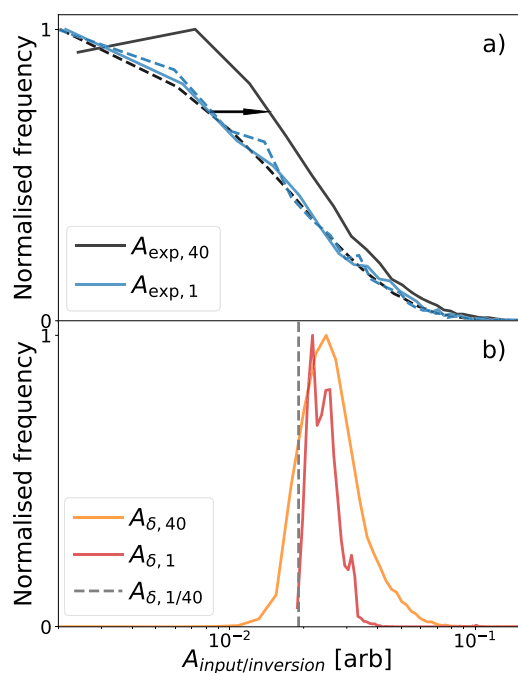 1
a)
Normalised frequency
A_exp, 40
A_exp, 1
0
1
b)
Normalised frequency
A_δ, 40
A_δ, 1
A_δ, 1/40
0
10^−2
10^−1
A_input/inversion [arb]